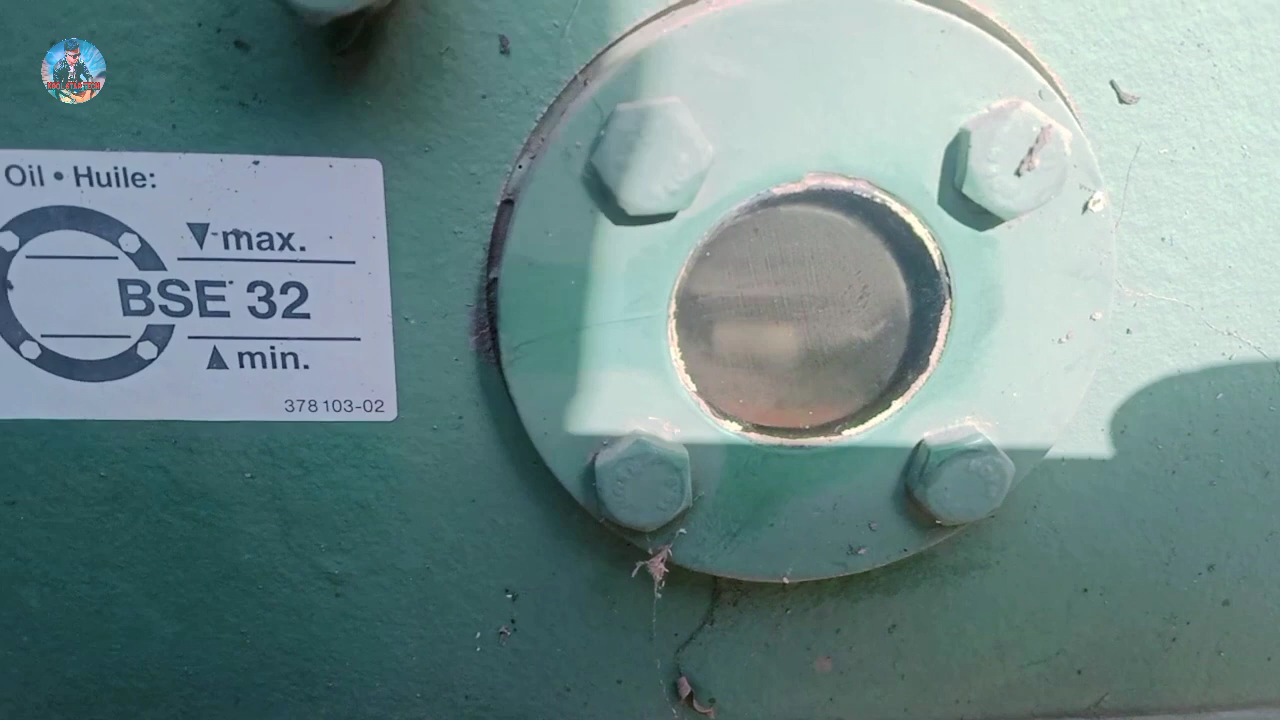 Oil • Huile:
max.
BSE 32
min.
378 103-02